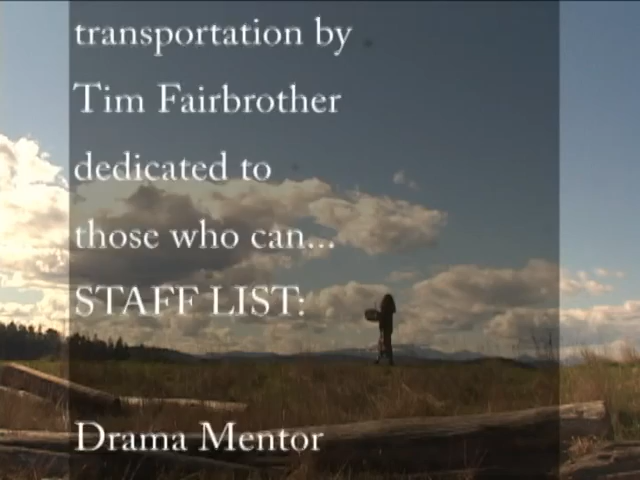 transportation by
Tim Fairbrother
dedicated to
those who can...
STAFF LIST:
Drama Mentor